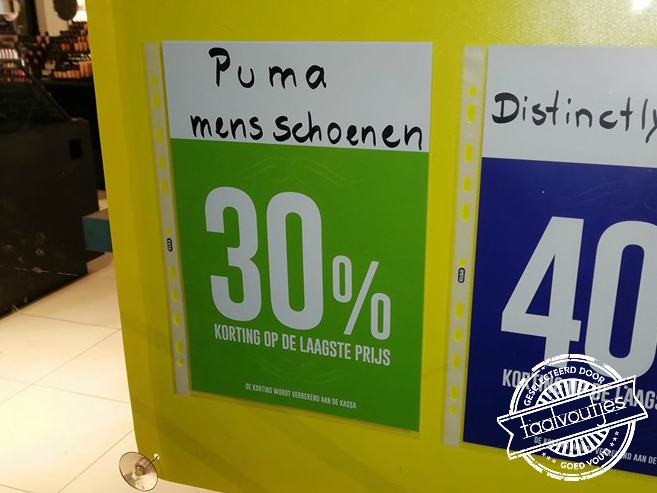 Puma
mens schoenen
30%
KORTING OP DE LAAGSTE PRIJS
DE KORTING WORDT VERREKEND AAN DE KASSA
Distinctly
40
GESELECTEERD DOOR
taalvoutjes
GOED VOUT